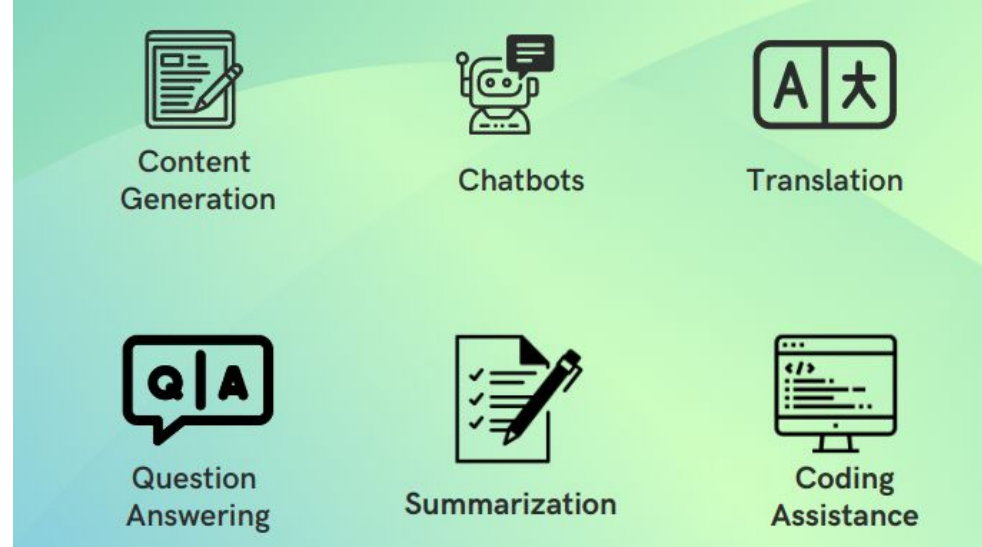 A 大
Content
Generation
Chatbots
Translation
Q|A
Question
Answering
Summarization
</>
Coding
Assistance